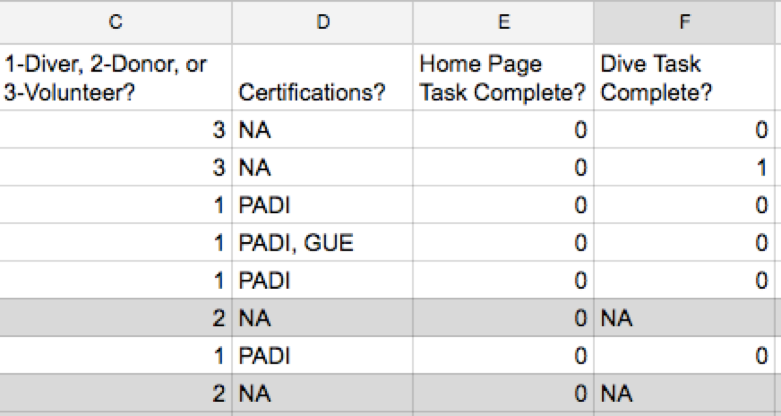 C D E F
1-Diver, 2-Donor, or Home Page Dive Task
3-Volunteer? Certifications? Task Complete? Complete?
3 NA 0 0
3 NA 0 1
1 PADI 0 0
1 PADI, GUE 0 0
1 PADI 0 0
2 NA 0 NA
1 PADI 0 0
2 NA 0 NA